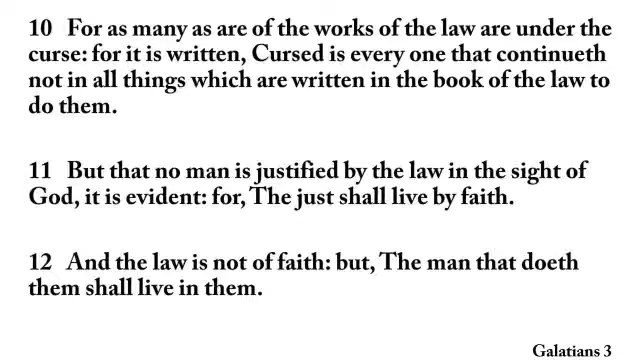 10 For as many as are of the works of the law are under the
curse: for it is written, Cursed is every one that continueth
not in all things which are written in the book of the law to
do them.
11 But that no man is justified by the law in the sight of
God, it is evident: for, The just shall live by faith.
12 And the law is not of faith: but, The man that doeth
them shall live in them.
Galatians 3